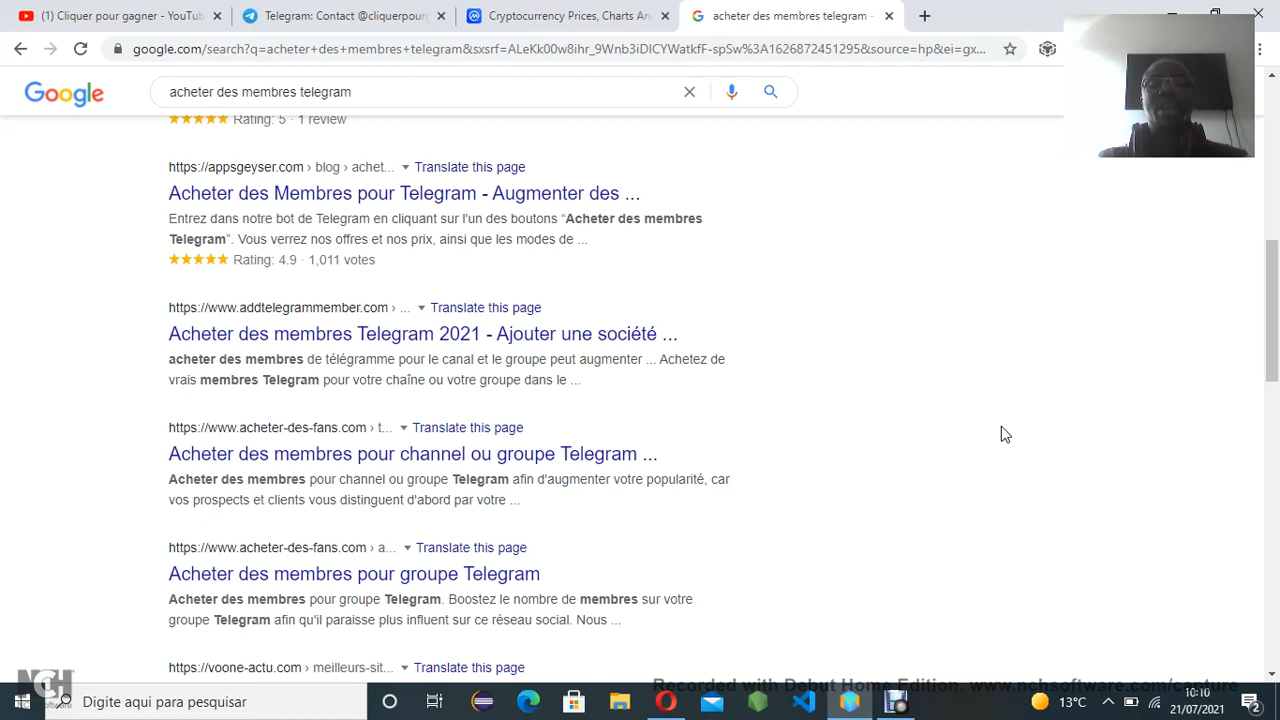 (1) Cliquer pour gagner - YouTub
Telegram: Contact @cliquerpourg
Cryptocurrency Prices, Charts An
acheter des membres telegram -
google.com/search?q=acheter+des+membres+telegram&sxsrf=ALeKk00w8ihr_9Wnb3iDlCYWatkfF-spSw%3A1626872451295&source=hp&ei=gx...
Google
acheter des membres telegram
Rating: 5 · 1 review
https://appsgeyser.com › blog › achet... Translate this page
Acheter des Membres pour Telegram - Augmenter des ...
Entrez dans notre bot de Telegram en cliquant sur l'un des boutons “Acheter des membres
Telegram”. Vous verrez nos offres et nos prix, ainsi que les modes de ...
Rating: 4.9 · 1,011 votes
https://www.addtelegrammember.com › ... Translate this page
Acheter des membres Telegram 2021 - Ajouter une société ...
acheter des membres de télégramme pour le canal et le groupe peut augmenter ... Achetez de
vrais membres Telegram pour votre chaîne ou votre groupe dans le ...
https://www.acheter-des-fans.com › t... Translate this page
Acheter des membres pour channel ou groupe Telegram ...
Acheter des membres pour channel ou groupe Telegram afin d'augmenter votre popularité, car
vos prospects et clients vous distinguent d'abord par votre ...
https://www.acheter-des-fans.com › a... Translate this page
Acheter des membres pour groupe Telegram
Acheter des membres pour groupe Telegram. Boostez le nombre de membres sur votre
groupe Telegram afin qu'il paraisse plus influent sur ce réseau social. Nous ...
https://voone-actu.com › meilleurs-sit... Translate this page
NCH
Software
Recorded with Debut Home Edition. www.nchsoftware.com/capture
Digite aqui para pesquisar
13°C
10:10
21/07/2021
2